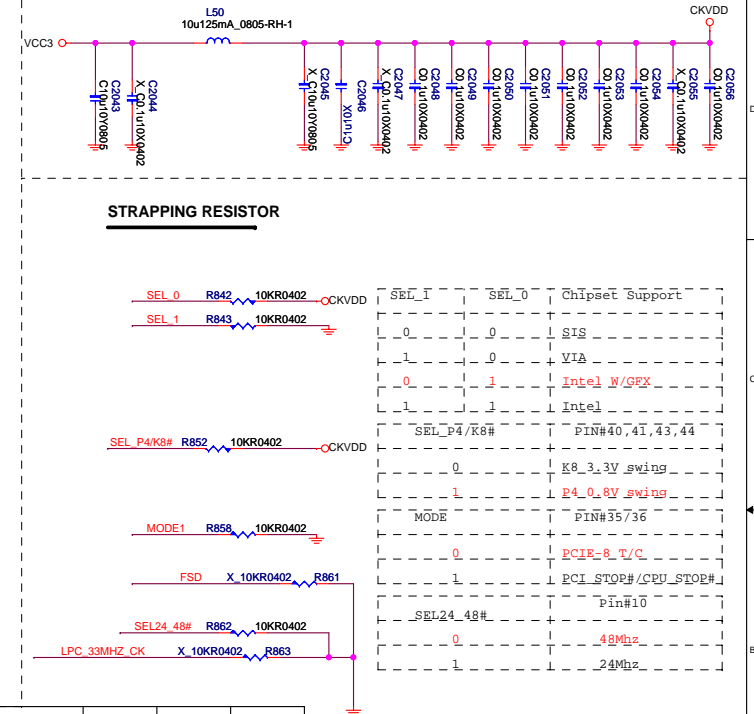 L50
10u125mA_0805-RH-1
CKVDD
VCC3
C2043
C10u10Y0805
C2044
X_C0.1u10X0402
C2045
X_C10u10Y0805
C2046
C1U10X
C2047
X_C0.1u10X0402
C2048
C0.1u10X0402
C2049
C0.1u10X0402
C2050
C0.1u10X0402
C2051
C0.1u10X0402
C2052
C0.1u10X0402
C2053
C0.1u10X0402
C2054
C0.1u10X0402
C2055
X_C0.1u10X0402
C2056
C0.1u10X0402
D
STRAPPING RESISTOR
SEL_0 R842 10KR0402 CKVDD
SEL_1 R843 10KR0402
SEL_P4/K8# R852 10KR0402 CKVDD
MODE1 R858 10KR0402
FSD X_10KR0402 R861
SEL24_48# R862 10KR0402
LPC_33MHZ_CK X_10KR0402 R863
SEL_1 SEL_0 Chipset Support
0 0 SIS
1 0 VIA
0 1 Intel W/GFX
1 1 Intel
SEL_P4/K8# PIN#40,41,43,44
0 K8 3.3V swing
1 P4 0.8V swing
MODE PIN#35/36
0 PCIE-8 T/C
1 PCI_STOP#/CPU_STOP#
SEL24_48# Pin#10
0 48Mhz
1 24Mhz
C
B